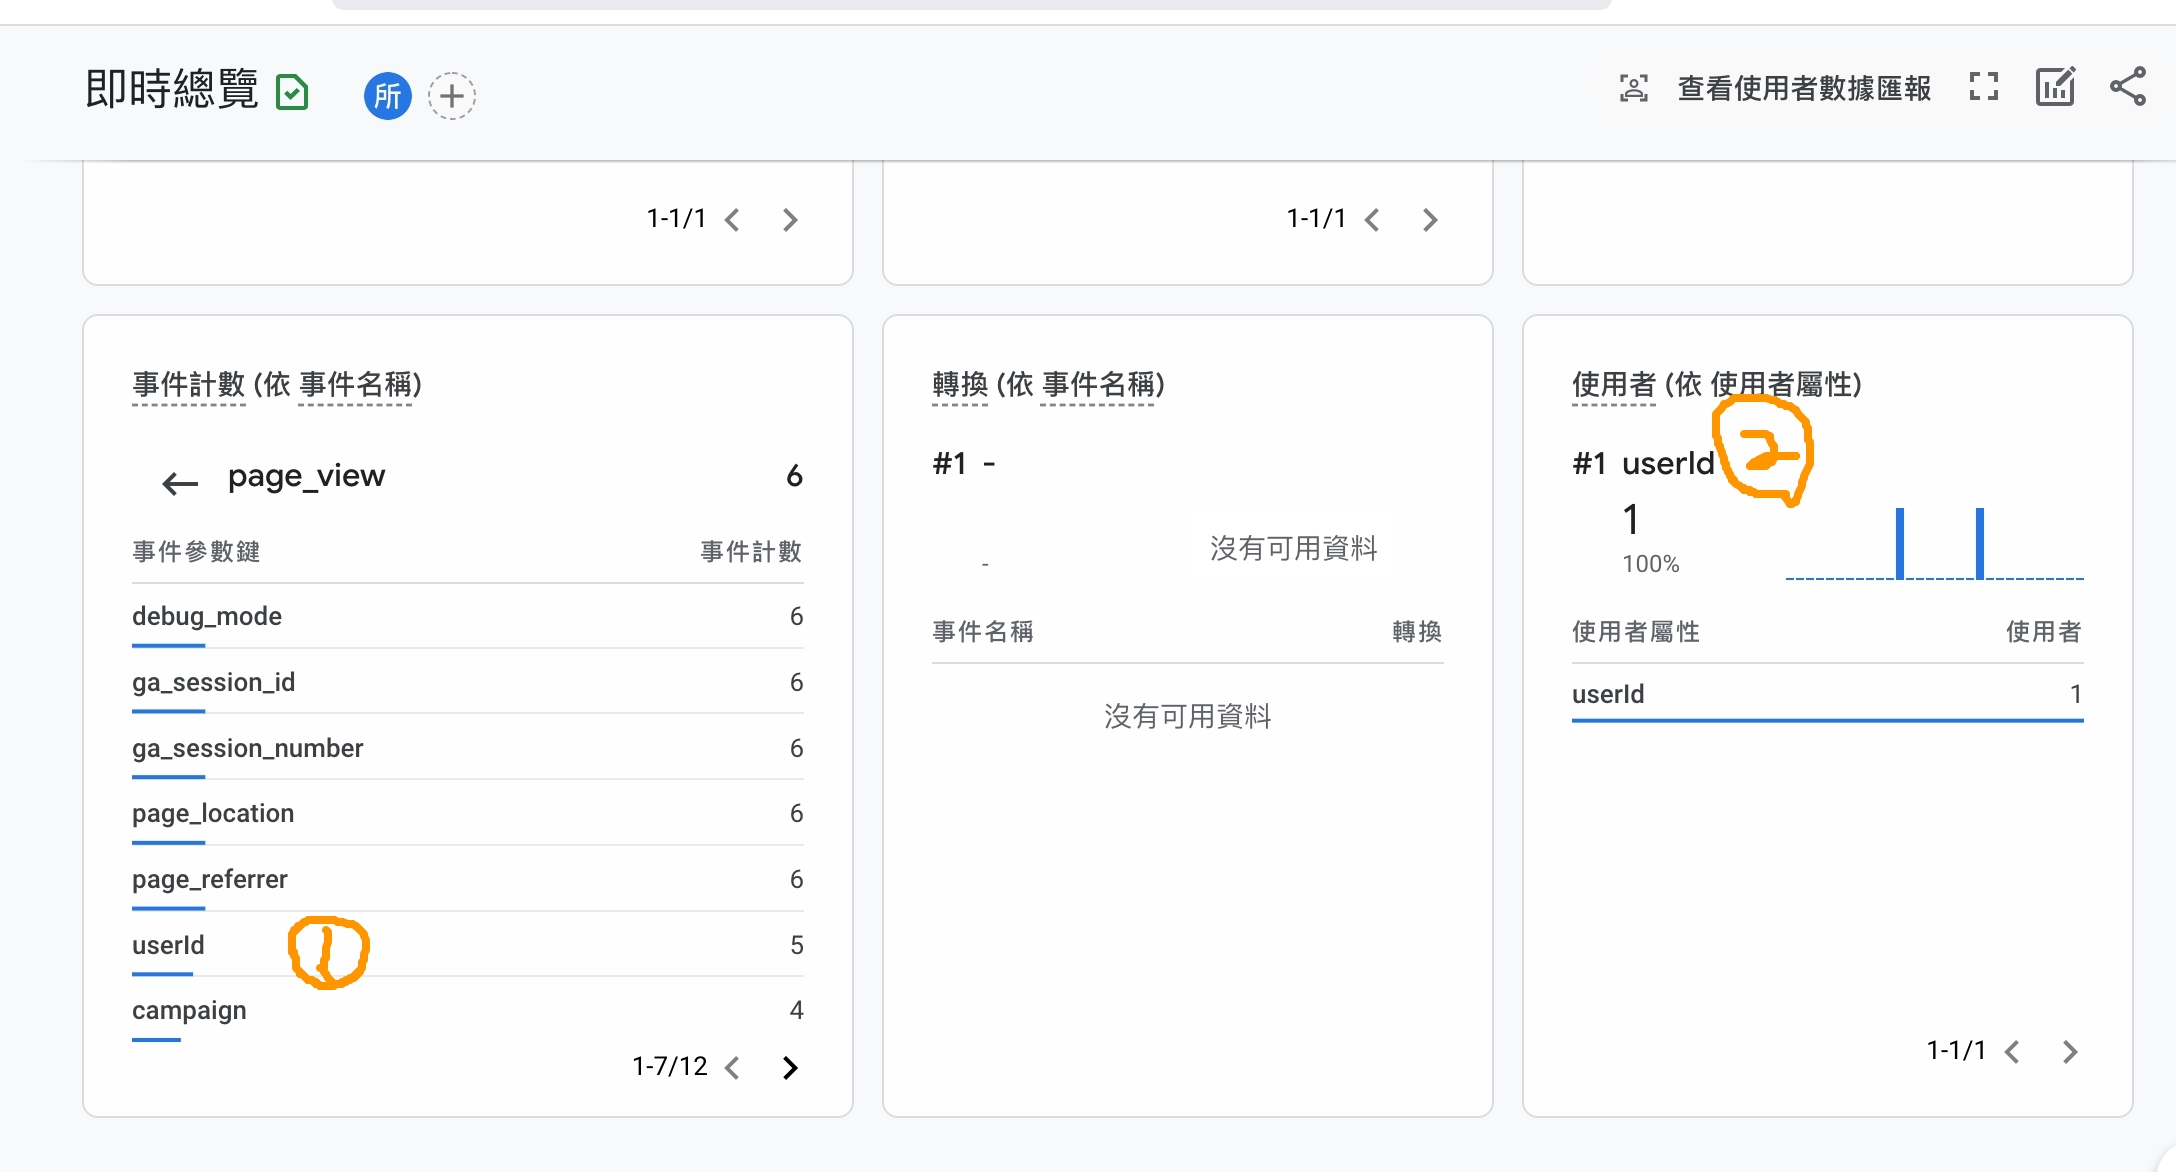 即時總覽 所 查看使用者數據匯報
1-1/1
1-1/1
事件計數 (依 事件名稱)
page_view 6
事件參數鍵 事件計數
debug_mode 6
ga_session_id 6
ga_session_number 6
page_location 6
page_referrer 6
userId 1 5
campaign 4
1-7/12
轉換 (依 事件名稱)
#1 -
-
沒有可用資料
事件名稱 轉換
沒有可用資料
使用者 (依 使用者屬性)
#1 userId 2
1
100%
使用者屬性 使用者
userId 1
1-1/1